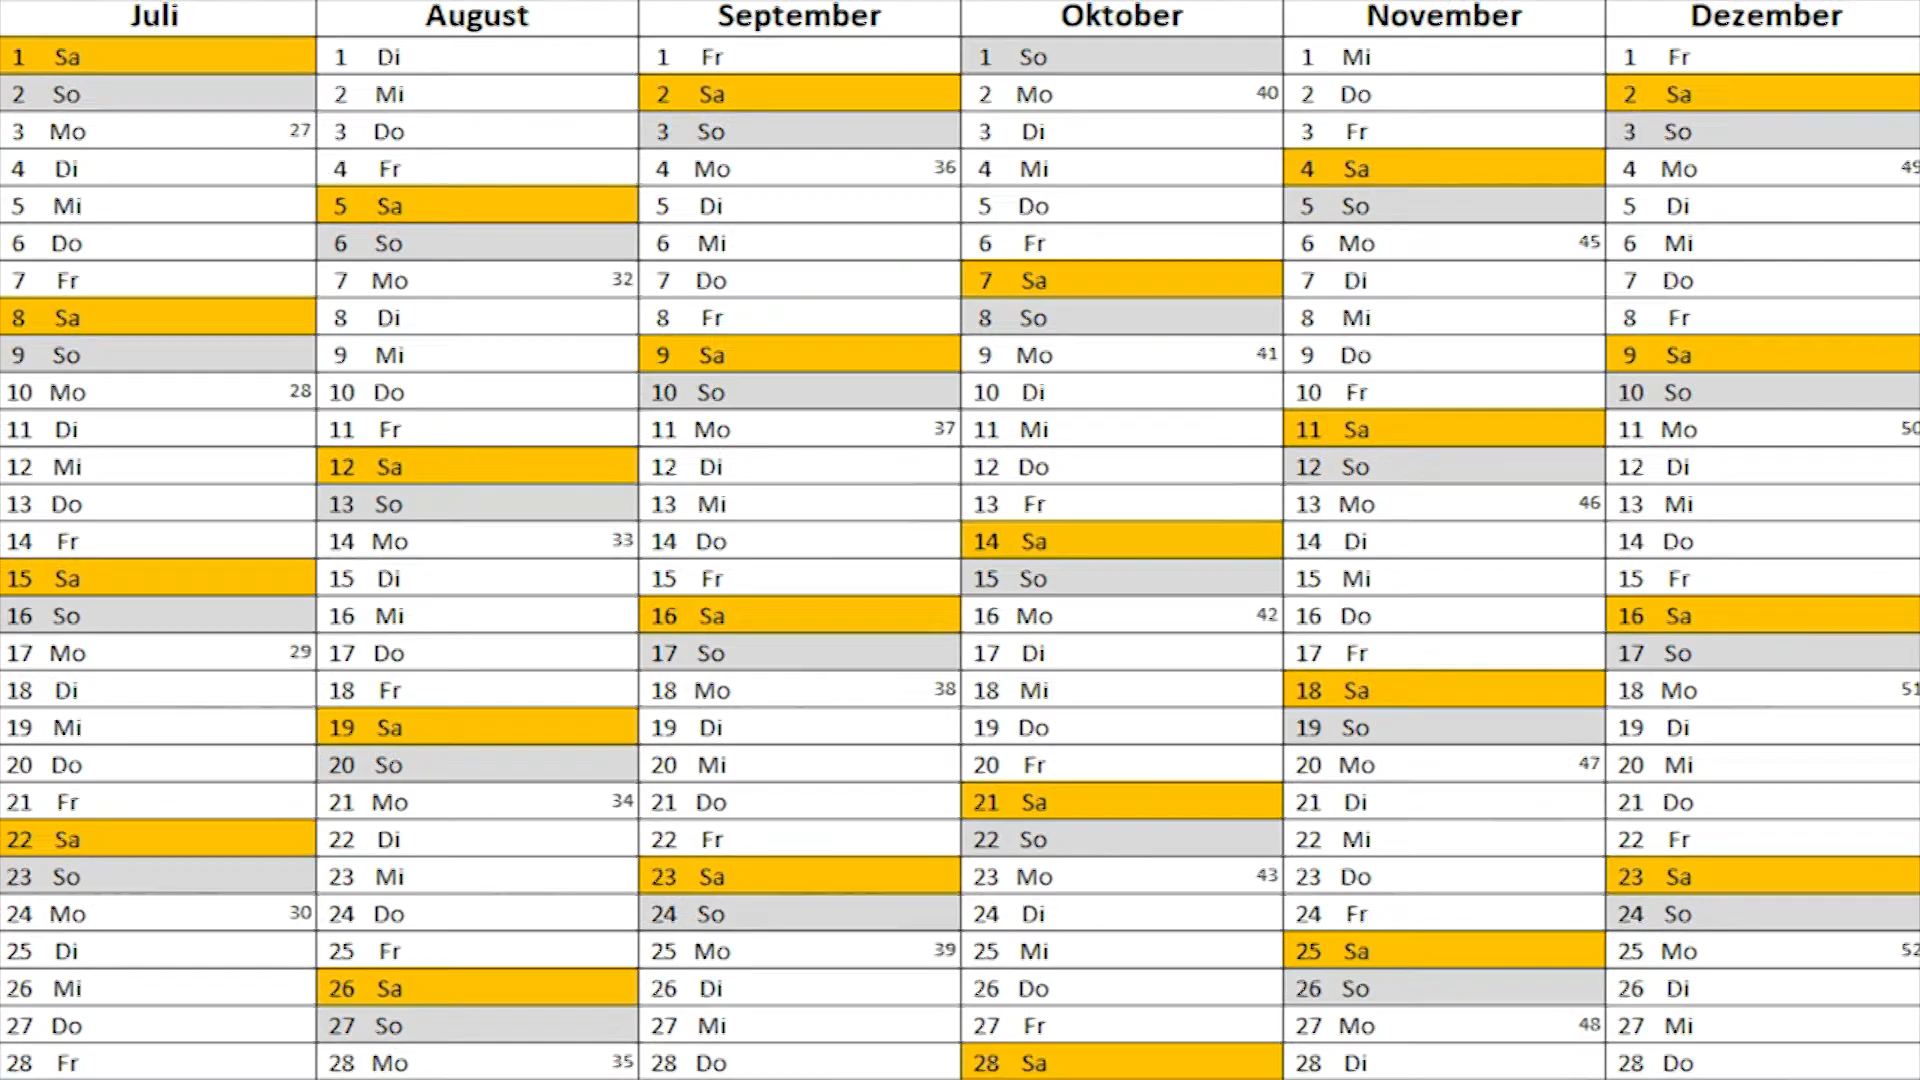 Juli August September Oktober November Dezember
1 Sa 1 Di 1 Fr 1 So 1 Mi 1 Fr
2 So 2 Mi 2 Sa 2 Mo 40 2 Do 2 Sa
3 Mo 27 3 Do 3 So 3 Di 3 Fr 3 So
4 Di 4 Fr 4 Mo 36 4 Mi 4 Sa 4 Mo 49
5 Mi 5 Sa 5 Di 5 Do 5 So 5 Di
6 Do 6 So 6 Mi 6 Fr 6 Mo 45 6 Mi
7 Fr 7 Mo 32 7 Do 7 Sa 7 Di 7 Do
8 Sa 8 Di 8 Fr 8 So 8 Mi 8 Fr
9 So 9 Mi 9 Sa 9 Mo 41 9 Do 9 Sa
10 Mo 28 10 Do 10 So 10 Di 10 Fr 10 So
11 Di 11 Fr 11 Mo 37 11 Mi 11 Sa 11 Mo 50
12 Mi 12 Sa 12 Di 12 Do 12 So 12 Di
13 Do 13 So 13 Mi 13 Fr 13 Mo 46 13 Mi
14 Fr 14 Mo 33 14 Do 14 Sa 14 Di 14 Do
15 Sa 15 Di 15 Fr 15 So 15 Mi 15 Fr
16 So 16 Mi 16 Sa 16 Mo 42 16 Do 16 Sa
17 Mo 29 17 Do 17 So 17 Di 17 Fr 17 So
18 Di 18 Fr 18 Mo 38 18 Mi 18 Sa 18 Mo 51
19 Mi 19 Sa 19 Di 19 Do 19 So 19 Di
20 Do 20 So 20 Mi 20 Fr 20 Mo 47 20 Mi
21 Fr 21 Mo 34 21 Do 21 Sa 21 Di 21 Do
22 Sa 22 Di 22 Fr 22 So 22 Mi 22 Fr
23 So 23 Mi 23 Sa 23 Mo 43 23 Do 23 Sa
24 Mo 30 24 Do 24 So 24 Di 24 Fr 24 So
25 Di 25 Fr 25 Mo 39 25 Mi 25 Sa 25 Mo 52
26 Mi 26 Sa 26 Di 26 Do 26 So 26 Di
27 Do 27 So 27 Mi 27 Fr 27 Mo 48 27 Mi
28 Fr 28 Mo 35 28 Do 28 Sa 28 Di 28 Do